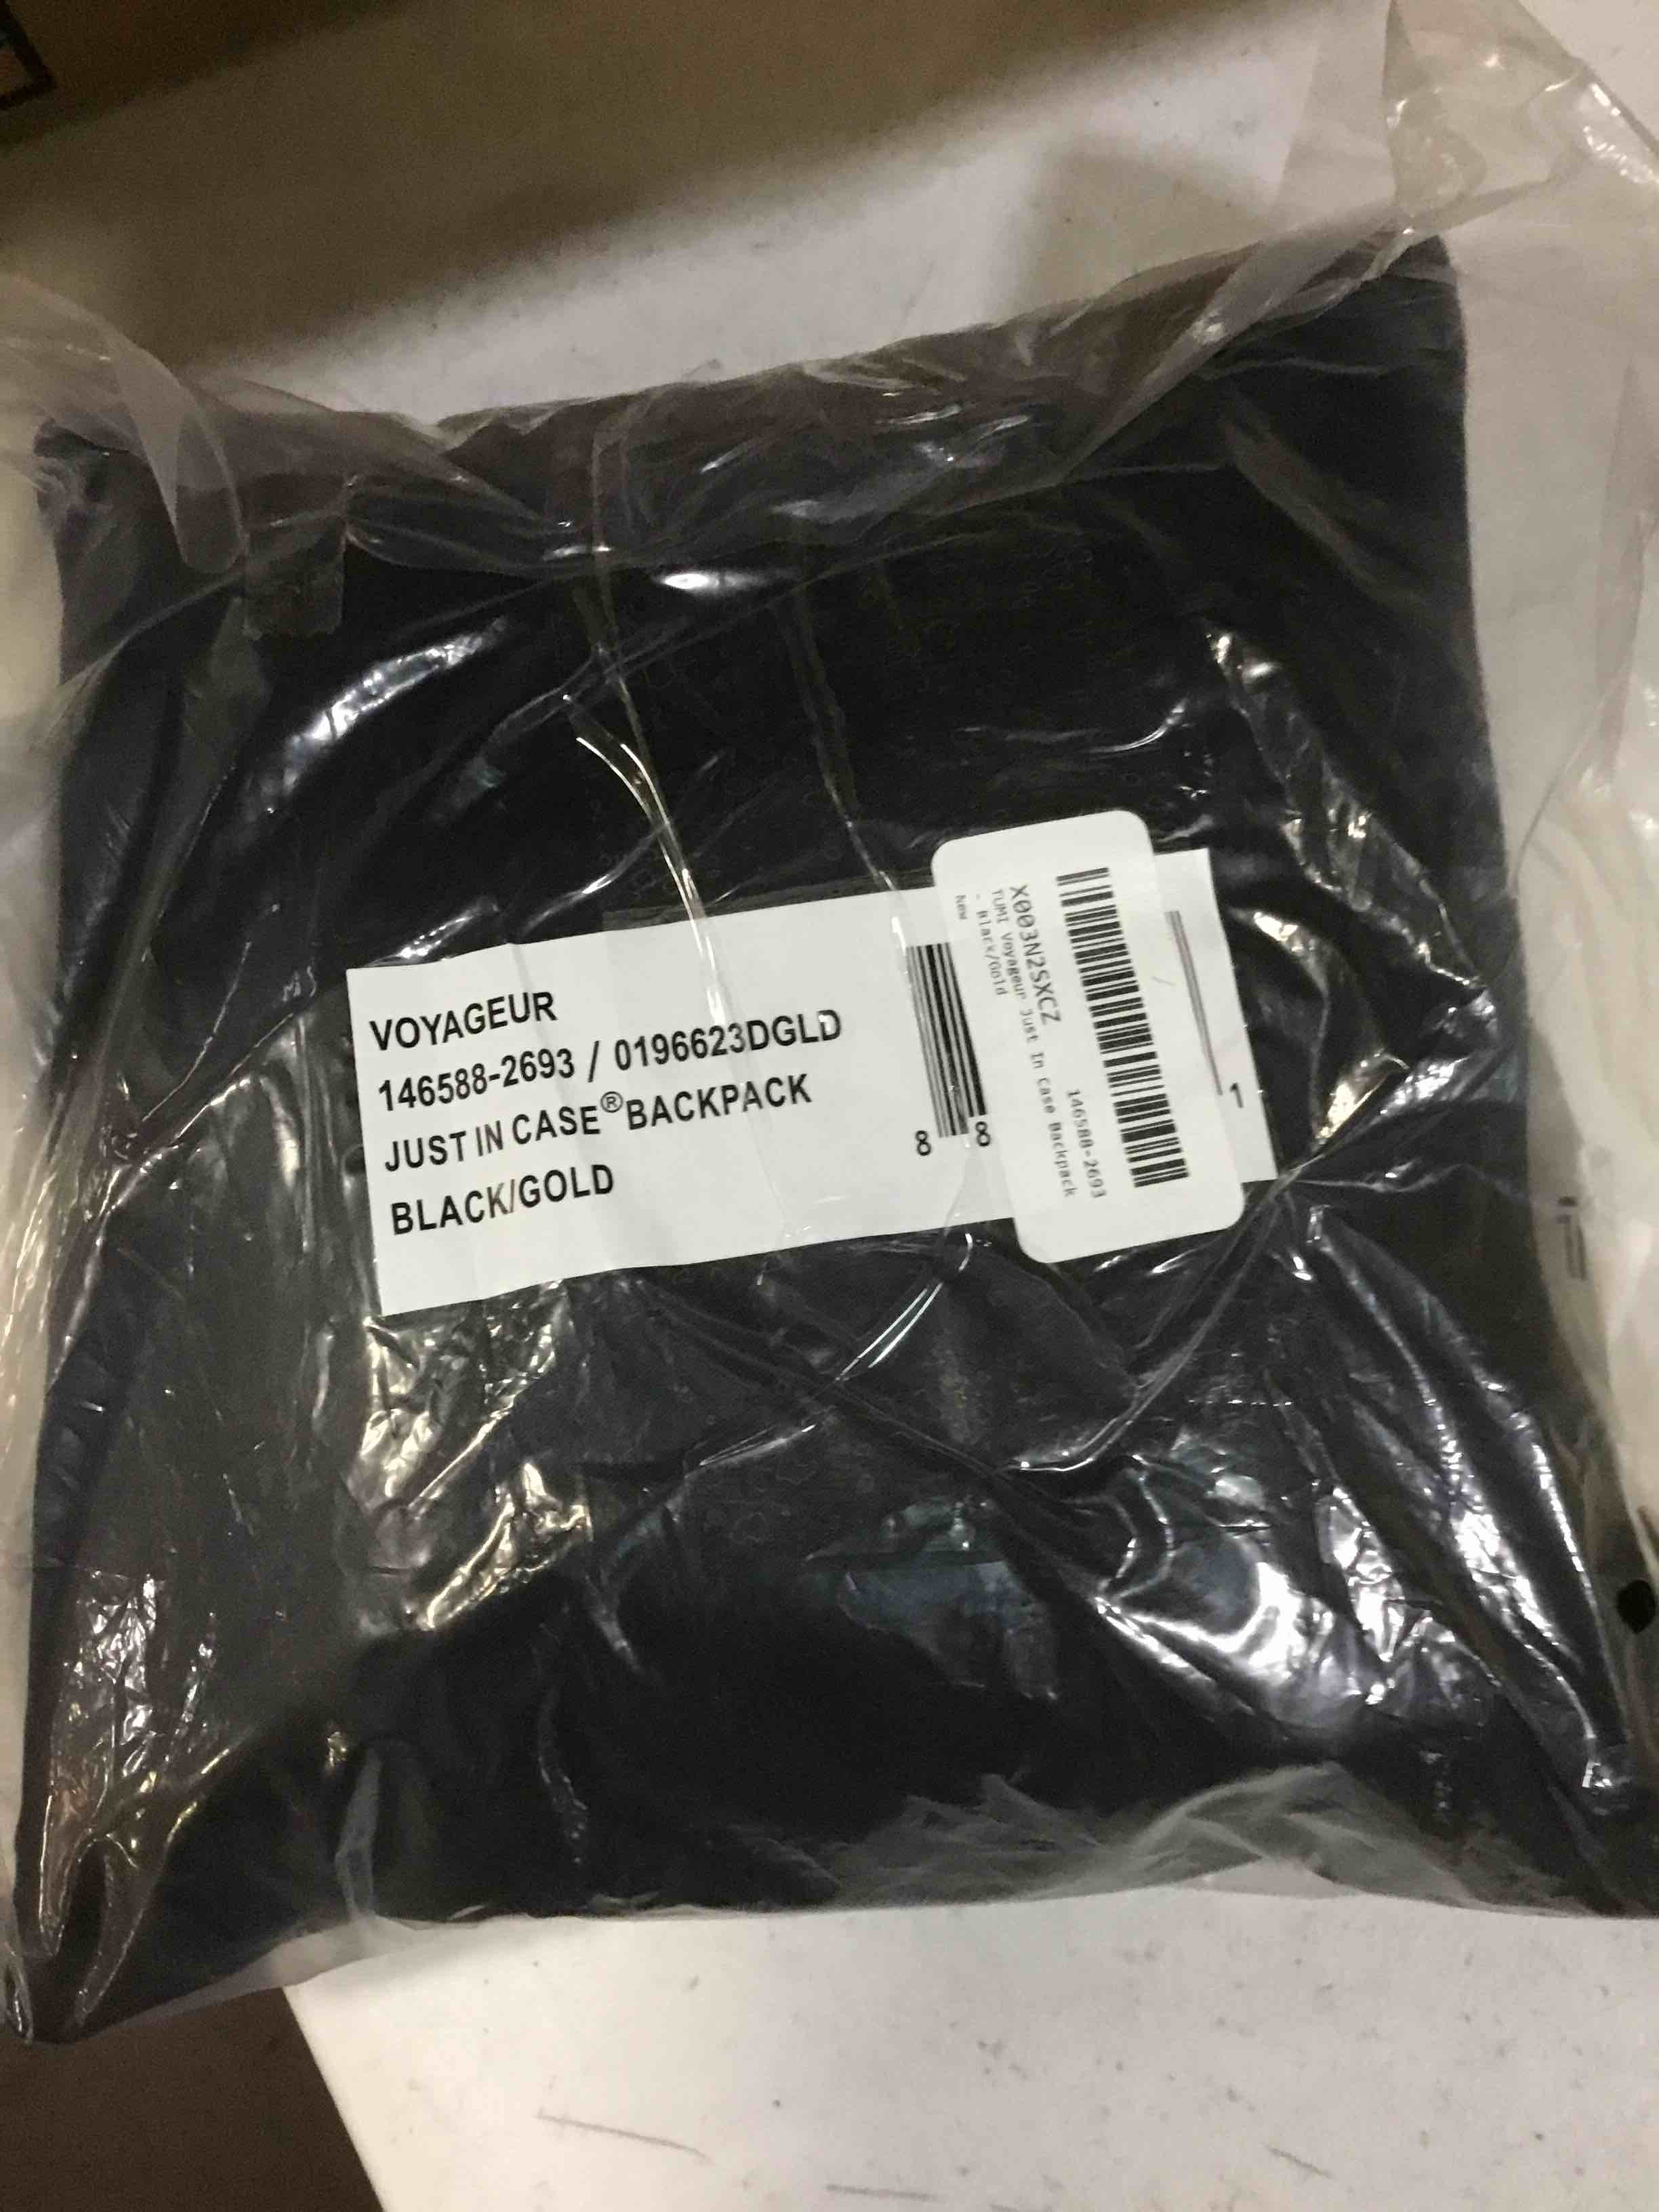 VOYAGEUR
146588-2693 / 0196623DGLD
JUST IN CASE® BACKPACK
BLACK/GOLD
8 8
1
X003N2SXCZ 146588-2693
TUMI Voyageur Just In Case Backpack
- Black/Gold
New